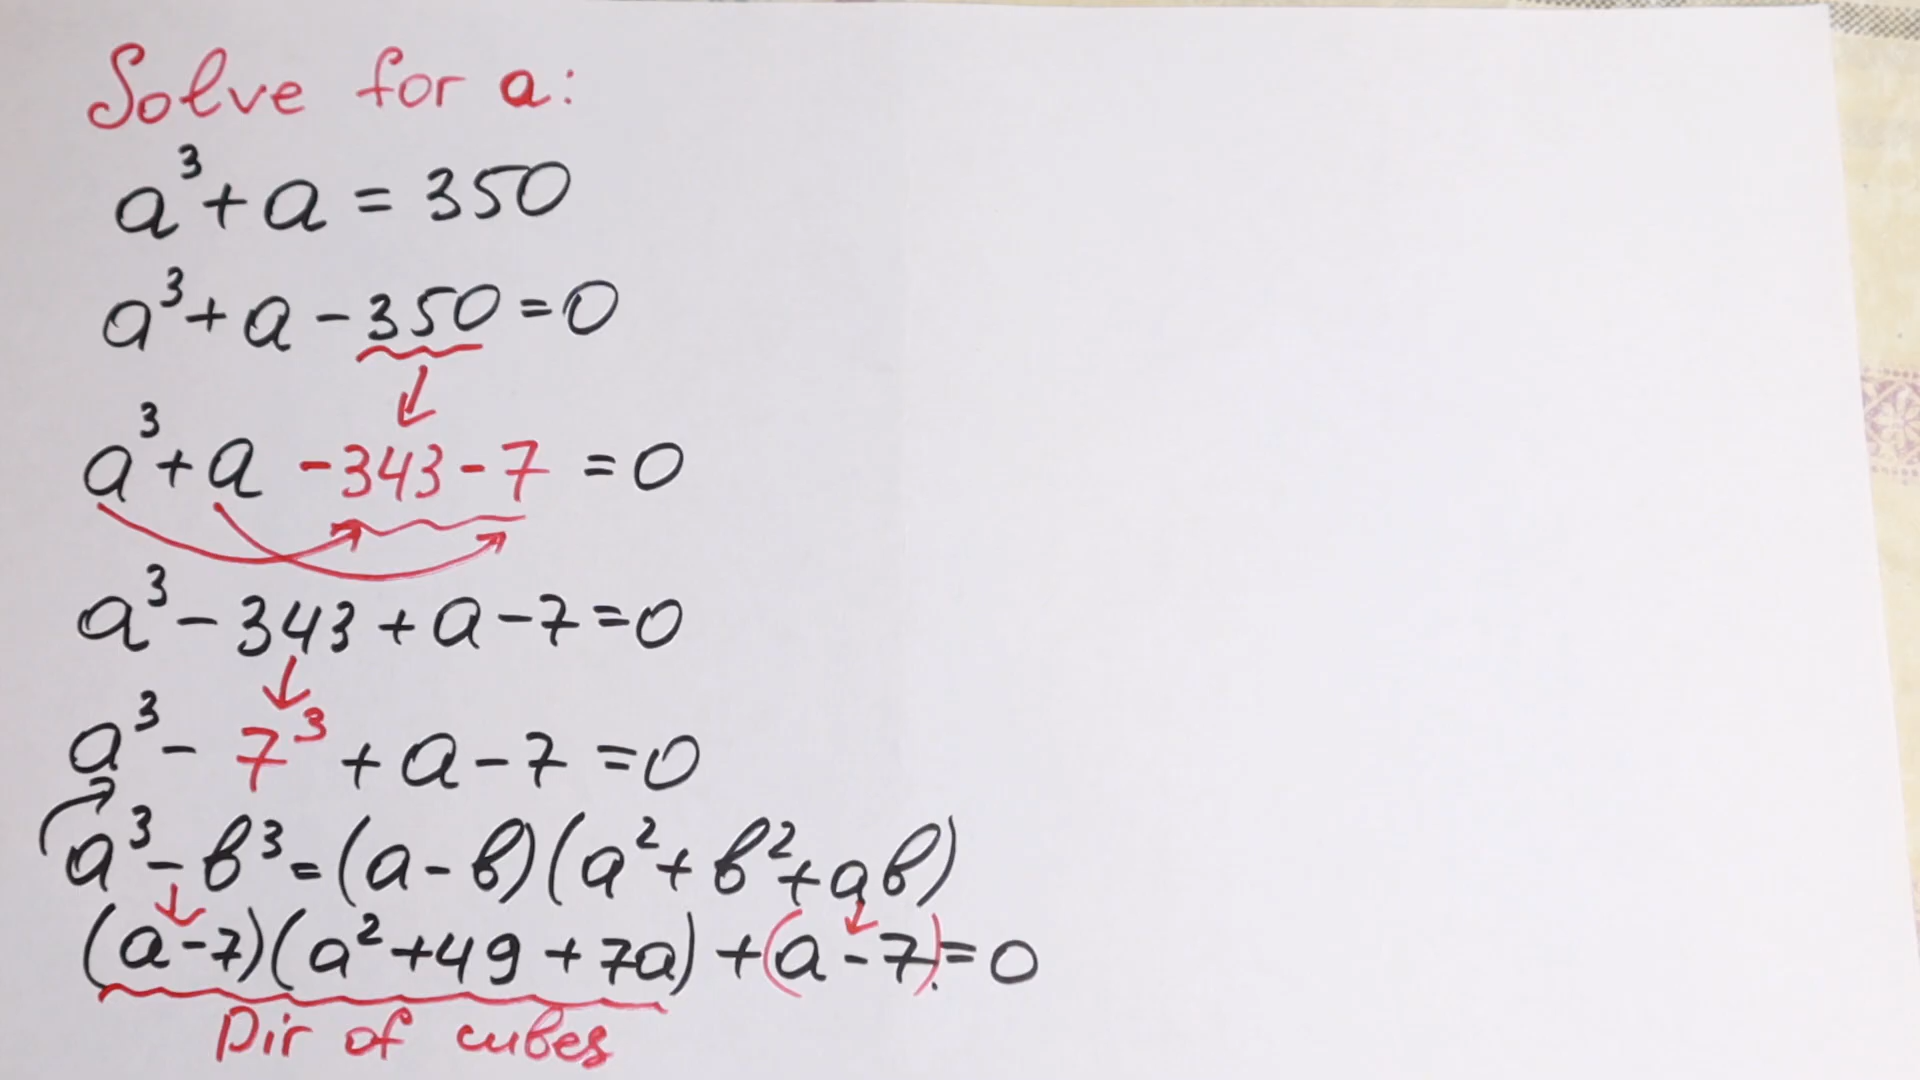 Solve for a:
a³+a=350
a³+a-350=0
a³+a -343-7 =0
a³-343+a-7=0
a³- 7³ +a-7 =0
a³-b³=(a-b)(a²+b²+ab)
(a-7)(a²+49+7a)+(a-7)=0
Dir of cubes